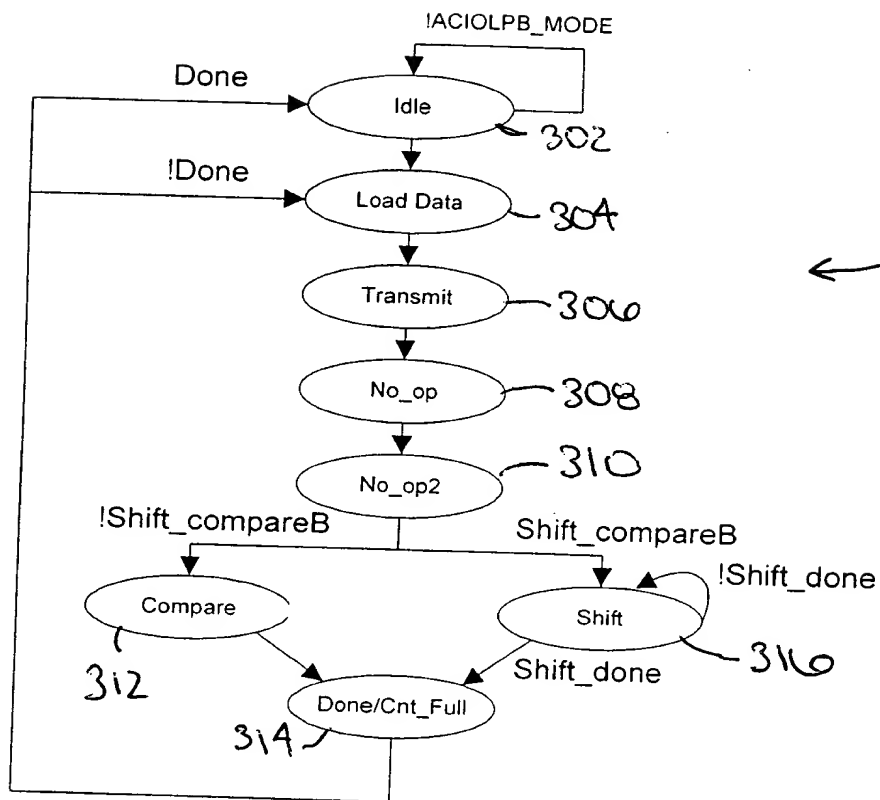 !ACIOLPB_MODE
Done
Idle
302
!Done
Load Data
304
Transmit
306
No_op
308
No_op2
310
!Shift_compareB
Shift_compareB
!Shift_done
Compare
Shift
312
Shift_done
316
Done/Cnt_Full
314